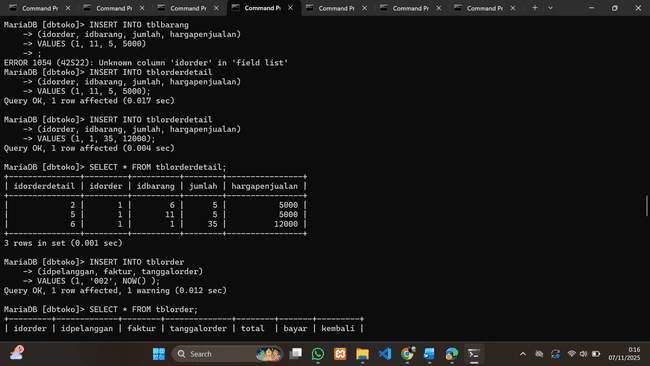 Command Pr Command Pr Command Pr Command Pr Command Pr Command Pr Command Pr
MariaDB [dbtoko]> INSERT INTO tblbarang
    -> (idorder, idbarang, jumlah, hargapenjualan)
    -> VALUES (1, 11, 5, 5000)
    -> ;
ERROR 1054 (42S22): Unknown column 'idorder' in 'field list'
MariaDB [dbtoko]> INSERT INTO tblorderdetail
    -> (idorder, idbarang, jumlah, hargapenjualan)
    -> VALUES (1, 11, 5, 5000);
Query OK, 1 row affected (0.017 sec)
MariaDB [dbtoko]> INSERT INTO tblorderdetail
    -> (idorder, idbarang, jumlah, hargapenjualan)
    -> VALUES (1, 1, 35, 12000);
Query OK, 1 row affected (0.004 sec)
MariaDB [dbtoko]> SELECT * FROM tblorderdetail;
+---------------+---------+----------+--------+----------------+
| idorderdetail | idorder | idbarang | jumlah | hargapenjualan |
+---------------+---------+----------+--------+----------------+
|             2 |       1 |        6 |      5 |           5000 |
|             5 |       1 |       11 |      5 |           5000 |
|             6 |       1 |        1 |     35 |          12000 |
+---------------+---------+----------+--------+----------------+
3 rows in set (0.001 sec)
MariaDB [dbtoko]> INSERT INTO tblorder
    -> (idpelanggan, faktur, tanggalorder)
    -> VALUES (1, '002', NOW() );
Query OK, 1 row affected, 1 warning (0.012 sec)
MariaDB [dbtoko]> SELECT * FROM tblorder;
+---------+-------------+--------+--------------+--------+-------+---------+
| idorder | idpelanggan | faktur | tanggalorder | total  | bayar | kembali |
Search
0:16
07/11/2025